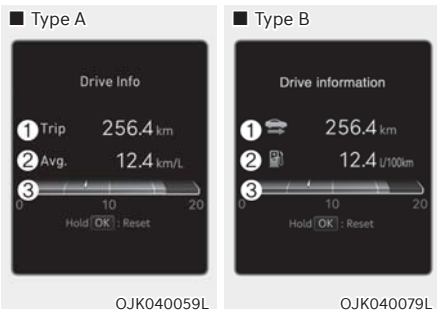 ■ Type A
Drive Info
① Trip 256.4 km
② Avg. 12.4 km/L
③
0 10 20
Hold OK : Reset
OJK040059L
■ Type B
Drive information
① 256.4 km
② 12.4 L/100km
③
0 10 20
Hold OK : Reset
OJK040079L